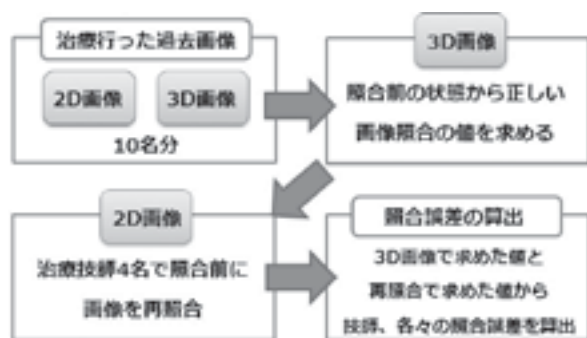 治療行った過去画像
2D画像
3D画像
10名分
3D画像
照合前の状態から正しい
画像照合の値を求める
2D画像
治療技師4名で照合前に
画像を再照合
照合誤差の算出
3D画像で求めた値と
再照合で求めた値から
技師、各々の照合誤差を算出